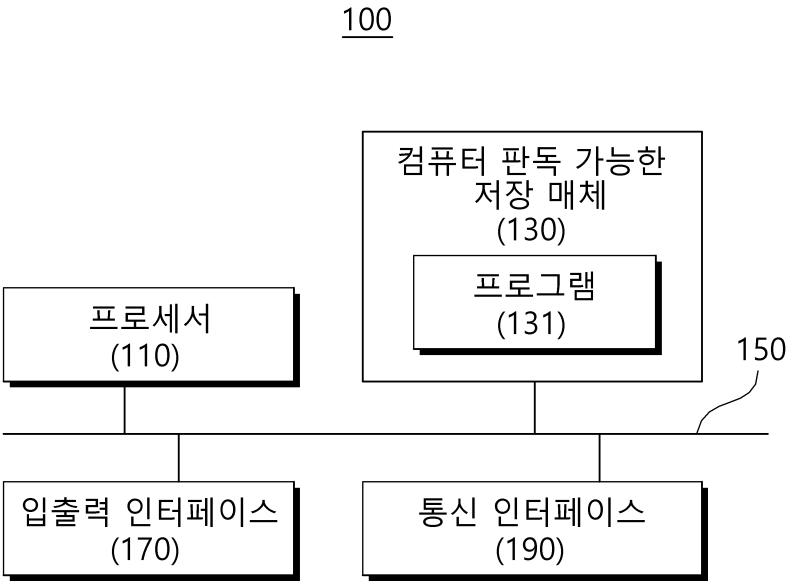 100
컴퓨터 판독 가능한
저장 매체
(130)
프로그램
(131)
프로세서
(110)
150
입출력 인터페이스
(170)
통신 인터페이스
(190)